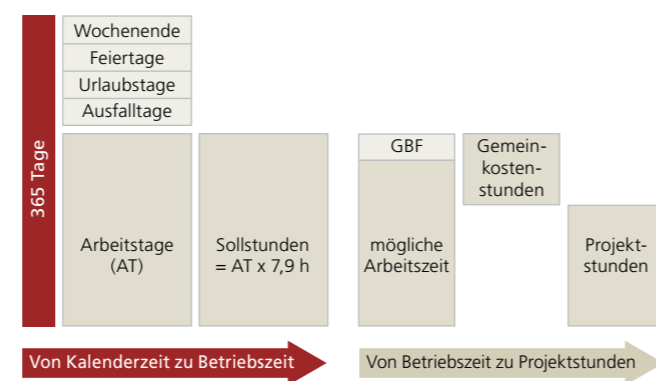 365 Tage
Wochenende
Feiertage
Urlaubstage
Ausfalltage
Arbeitstage
(AT)
Sollstunden
= AT x 7,9 h
GBF
mögliche
Arbeitszeit
Gemein-
kosten-
stunden
Projekt-
stunden
Von Kalenderzeit zu Betriebszeit
Von Betriebszeit zu Projektstunden